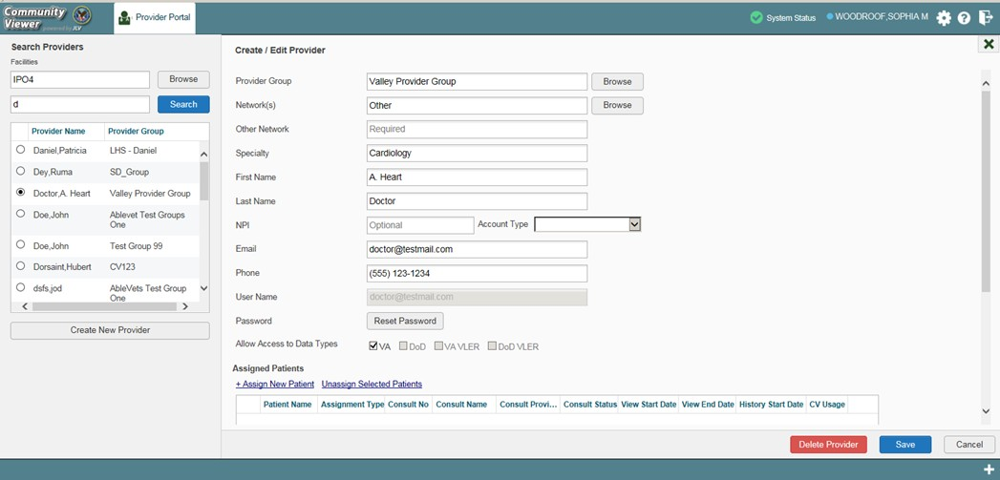 Community
Viewer powered by JLV
Provider Portal
System Status
WOODROOF,SOPHIA M
Search Providers
Facilities
IPO4
Browse
d
Search
Provider Name Provider Group
Daniel,Patricia LHS - Daniel
Dey,Ruma SD_Group
Doctor,A. Heart Valley Provider Group
Doe,John Ablevet Test Groups
One
Doe,John Test Group 99
Dorsaint,Hubert CV123
dsfs,jod AbleVets Test Group
One
Create New Provider
Create / Edit Provider
Provider Group Valley Provider Group Browse
Network(s) Other Browse
Other Network Required
Specialty Cardiology
First Name A. Heart
Last Name Doctor
NPI Optional Account Type
Email doctor@testmail.com
Phone (555) 123-1234
User Name doctor@testmail.com
Password Reset Password
Allow Access to Data Types VA DoD VA VLER DoD VLER
Assigned Patients
+ Assign New Patient Unassign Selected Patients
Patient Name Assignment Type Consult No Consult Name Consult Provi... Consult Status View Start Date View End Date History Start Date CV Usage
Delete Provider Save Cancel